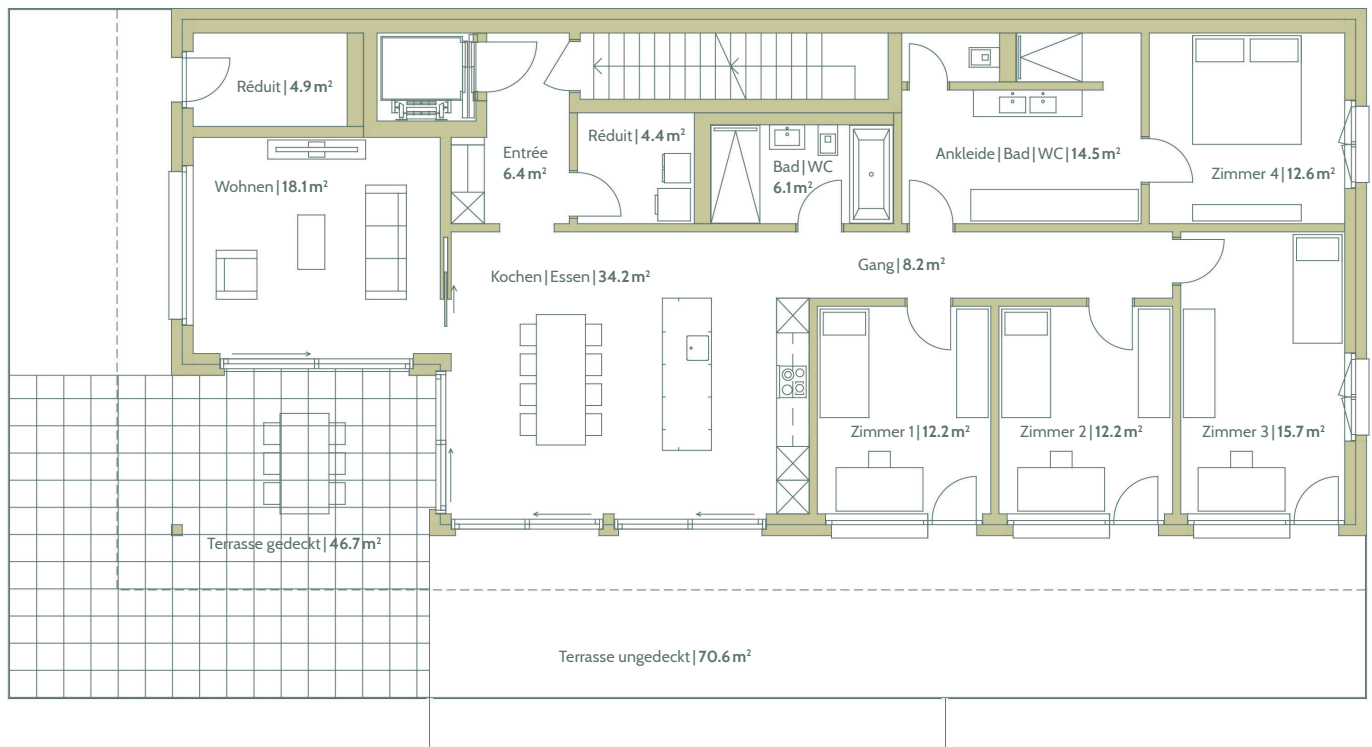 Réduit | 4.9 m²
Réduit | 4.4 m²
Entrée
6.4 m²
Bad | WC
6.1 m²
Ankleide | Bad | WC | 14.5 m²
Zimmer 4 | 12.6 m²
Wohnen | 18.1 m²
Kochen | Essen | 34.2 m²
Gang | 8.2 m²
Zimmer 1 | 12.2 m²
Zimmer 2 | 12.2 m²
Zimmer 3 | 15.7 m²
Terrasse gedeckt | 46.7 m²
Terrasse ungedeckt | 70.6 m²